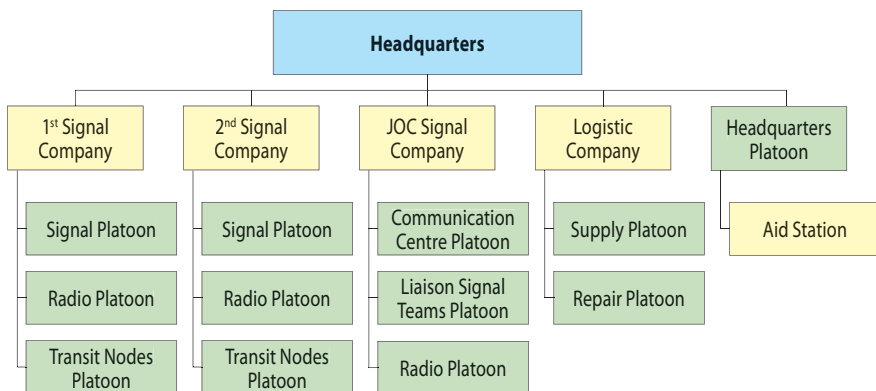 Headquarters
1st Signal
Company
2nd Signal
Company
JOC Signal
Company
Logistic
Company
Headquarters
Platoon
Signal Platoon
Signal Platoon
Communication
Centre Platoon
Supply Platoon
Aid Station
Radio Platoon
Radio Platoon
Liaison Signal
Teams Platoon
Repair Platoon
Transit Nodes
Platoon
Transit Nodes
Platoon
Radio Platoon